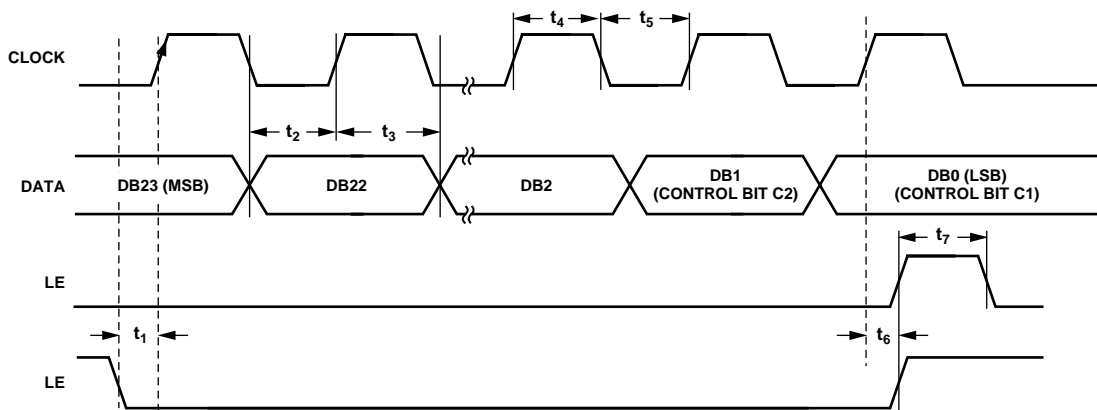 t4 t5
CLOCK
t2 t3
DATA DB23 (MSB) DB22 DB2 DB1 (CONTROL BIT C2) DB0 (LSB) (CONTROL BIT C1)
t7
LE
t1 t6
LE